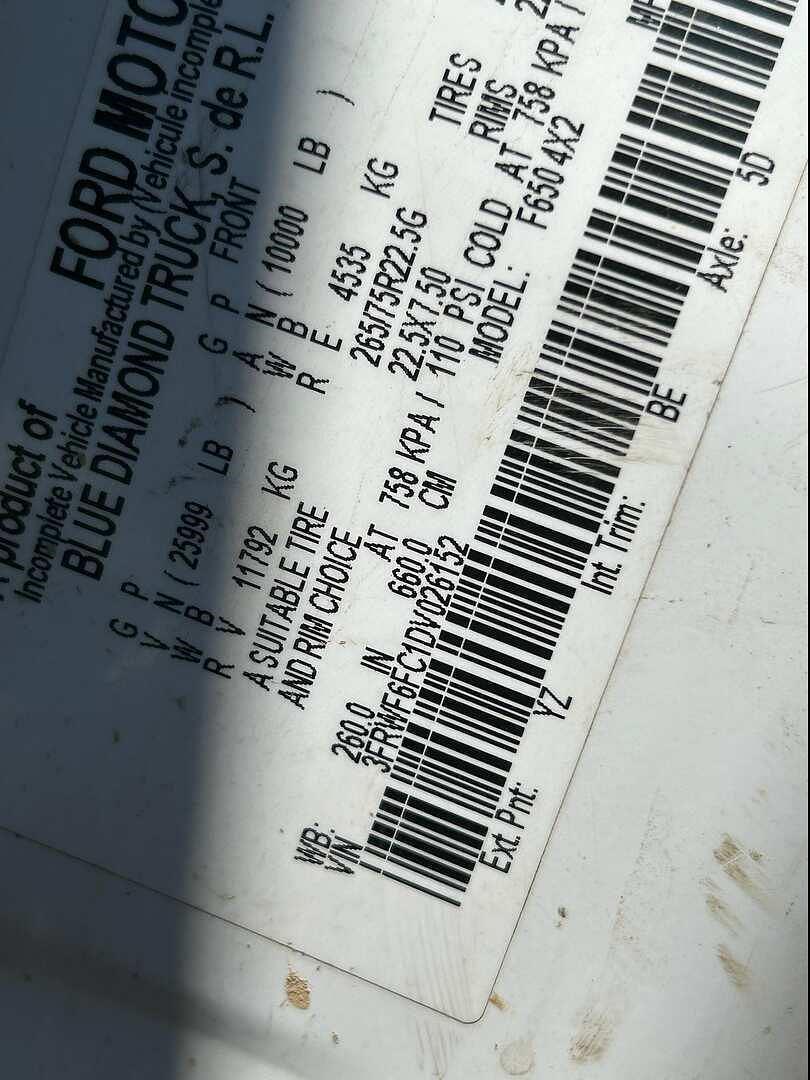 A product of
FORD MOTO
Incomplete Vehicle Manufactured by / Vehicule incomple
BLUE DIAMOND TRUCK, S. de R.L.
G P FRONT
G P
V N ( 25999 LB )
A N ( 10000 LB )
W B
W B
R V 11792 KG
R E 4535 KG
A SUITABLE TIRE
265/75R22.5G TIRES
AND RIM CHOICE
22.5X7.50 RIMS
AT 758 KPA / 110 PSI COLD AT 758 KPA /
WB: 260.0 IN 660.0 CM MODEL: F650 4X2
VIN: 3FRWF6FC1DV026152
Ext. Pnt: YZ Int. Trim: BE Axle: 5D